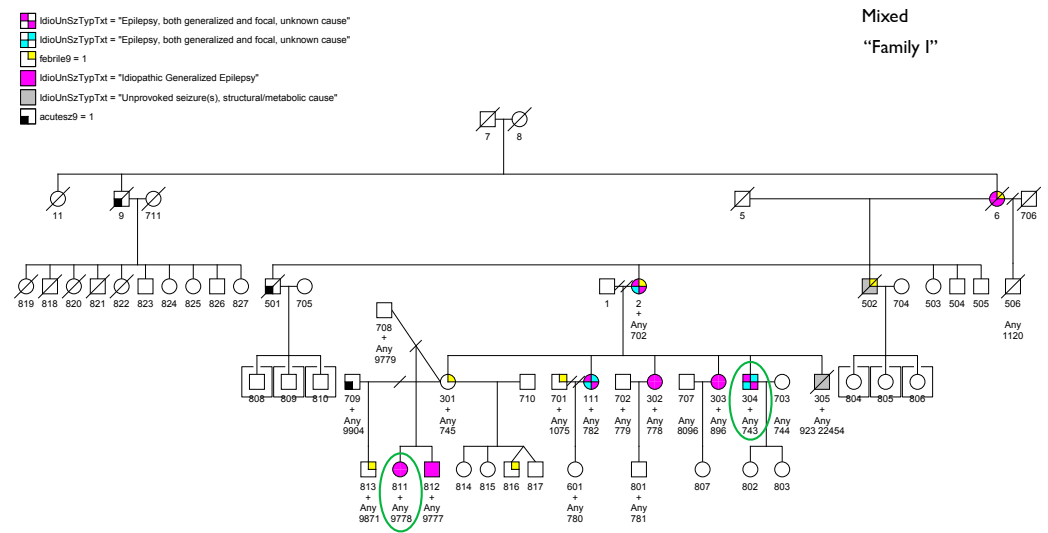 IdioUnSzTypTxt = "Epilepsy, both generalized and focal, unknown cause"
IdioUnSzTypTxt = "Epilepsy, both generalized and focal, unknown cause"
febrile9 = 1
IdioUnSzTypTxt = "Idiopathic Generalized Epilepsy"
IdioUnSzTypTxt = "Unprovoked seizure(s), structural/metabolic cause"
acutesz9 = 1
Mixed
“Family I”
7 8
11 9 711 5 6 706
819 818 820 821 822 823 824 825 826 827 501 705 1 2 502 704 503 504 505 506
+
Any
702
Any
1120
708
+
Any
9779
808 809 810 709 301 710 701 111 702 302 707 303 304 703 305 804 805 806
+ + + + + + + + +
Any Any Any Any Any Any Any Any Any Any Any
9904 745 1075 782 779 778 8096 896 743 744 923 22454
813 811 812 814 815 816 817 601 801 807 802 803
+ + + + +
Any Any Any Any Any
9871 9778 9777 780 781